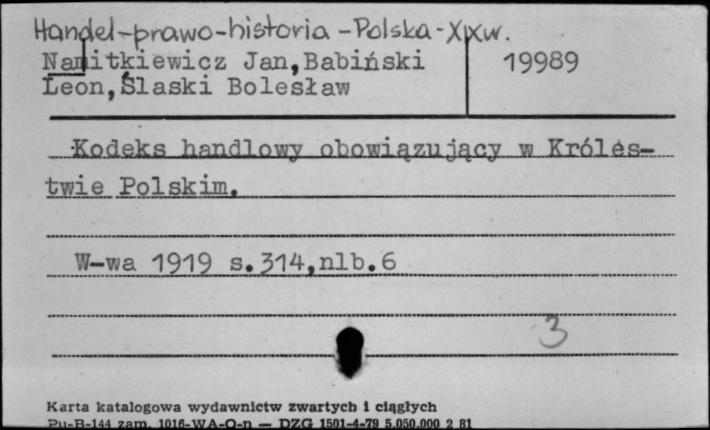 Handel-prawo-historia-Polska-XIXw.
Namitkiewicz Jan,Babiński 19989
Leon,Ślaski Bolesław
Kodeks handlowy obowiązujący w Króles-
twie Polskim.
W-wa 1919 s.314,nlb.6
3
Karta katalogowa wydawnictw zwartych i ciągłych
Pu-B-144 zam. 1016-WA-O-n — DZG 1501-4-79 5.050.000 2 81